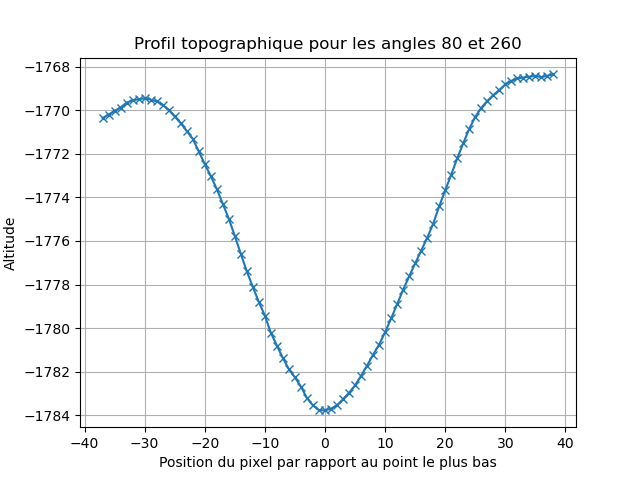 Profil topographique pour les angles 80 et 260
−1768
−1770
−1772
−1774
−1776
−1778
−1780
−1782
−1784
Altitude
−40 −30 −20 −10 0 10 20 30 40
Position du pixel par rapport au point le plus bas